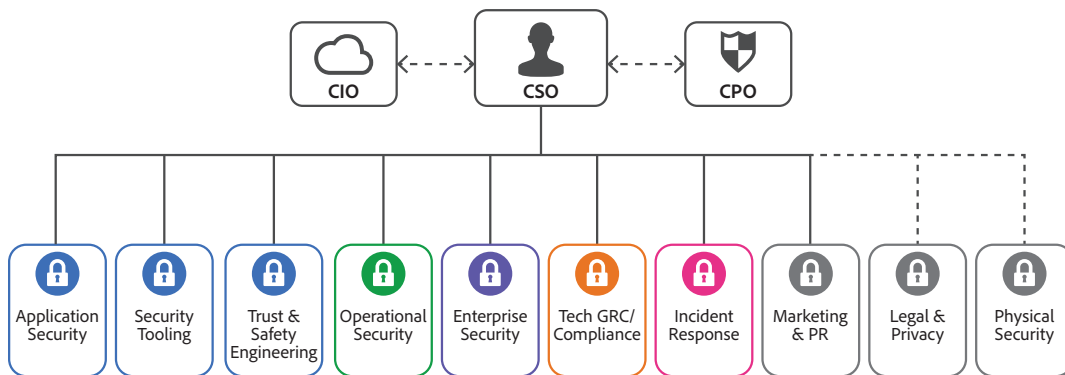 CIO
CSO
CPO
Application
Security
Security
Tooling
Trust &
Safety
Engineering
Operational
Security
Enterprise
Security
Tech GRC/
Compliance
Incident
Response
Marketing
& PR
Legal &
Privacy
Physical
Security